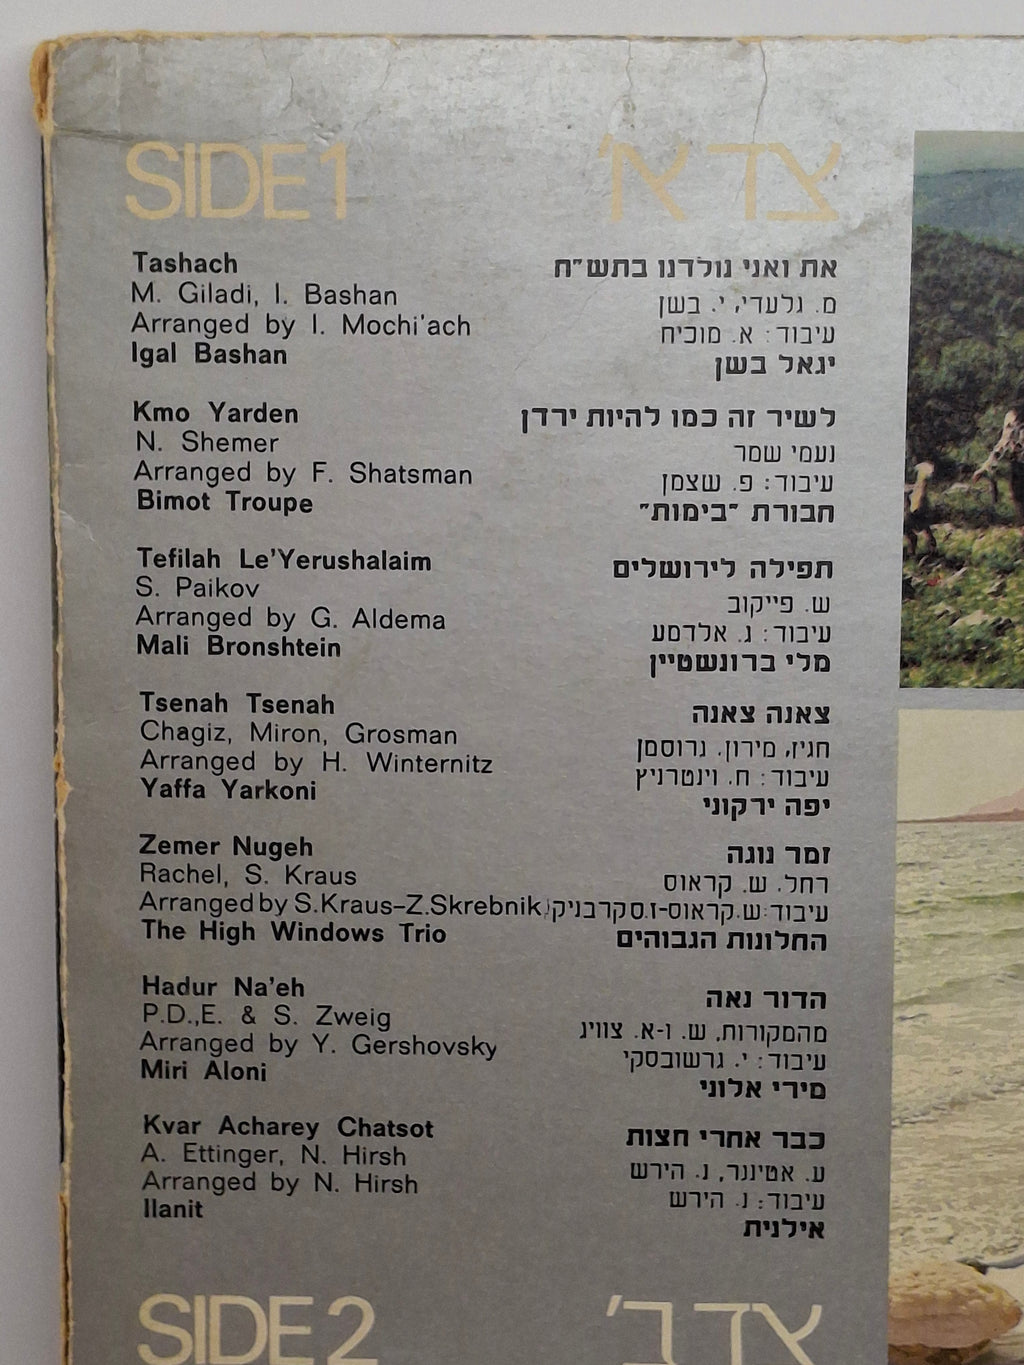 SIDE 1
צד א'
Tashach
את ואני נולדנו בתש״ח
M. Giladi, I. Bashan
מ. גלעדי, י. בשן
Arranged by I. Mochi'ach
עיבוד: א. מוכיח
Igal Bashan
יגאל בשן
Kmo Yarden
לשיר זה כמו להיות ירדן
N. Shemer
נעמי שמר
Arranged by F. Shatsman
עיבוד: פ. שצמן
Bimot Troupe
חבורת ״בימות״
Tefilah Le'Yerushalaim
תפילה לירושלים
S. Paikov
ש. פייקוב
Arranged by G. Aldema
עיבוד: ג. אלדמע
Mali Bronshtein
מלי ברונשטיין
Tsenah Tsenah
צאנה צאנה
Chagiz, Miron, Grosman
חגיז, מירון. גרוסמן
Arranged by H. Winternitz
עיבוד: ח. וינטרניץ
Yaffa Yarkoni
יפה ירקוני
Zemer Nugeh
זמר נוגה
Rachel, S. Kraus
רחל. ש. קראוס
Arranged by S.Kraus–Z.Skrebnik
עיבוד:ש.קראוס-ז.סקרבניק
The High Windows Trio
החלונות הגבוהים
Hadur Na'eh
הדור נאה
P.D.,E. & S. Zweig
מהמקורות, ש. ו-א. צוויג
Arranged by Y. Gershovsky
עיבוד: י. גרשובסקי
Miri Aloni
מירי אלוני
Kvar Acharey Chatsot
כבר אחרי חצות
A. Ettinger, N. Hirsh
ע. אטינגר, נ. הירש
Arranged by N. Hirsh
עיבוד: נ. הירש
Ilanit
אילנית
SIDE 2
צד ב'